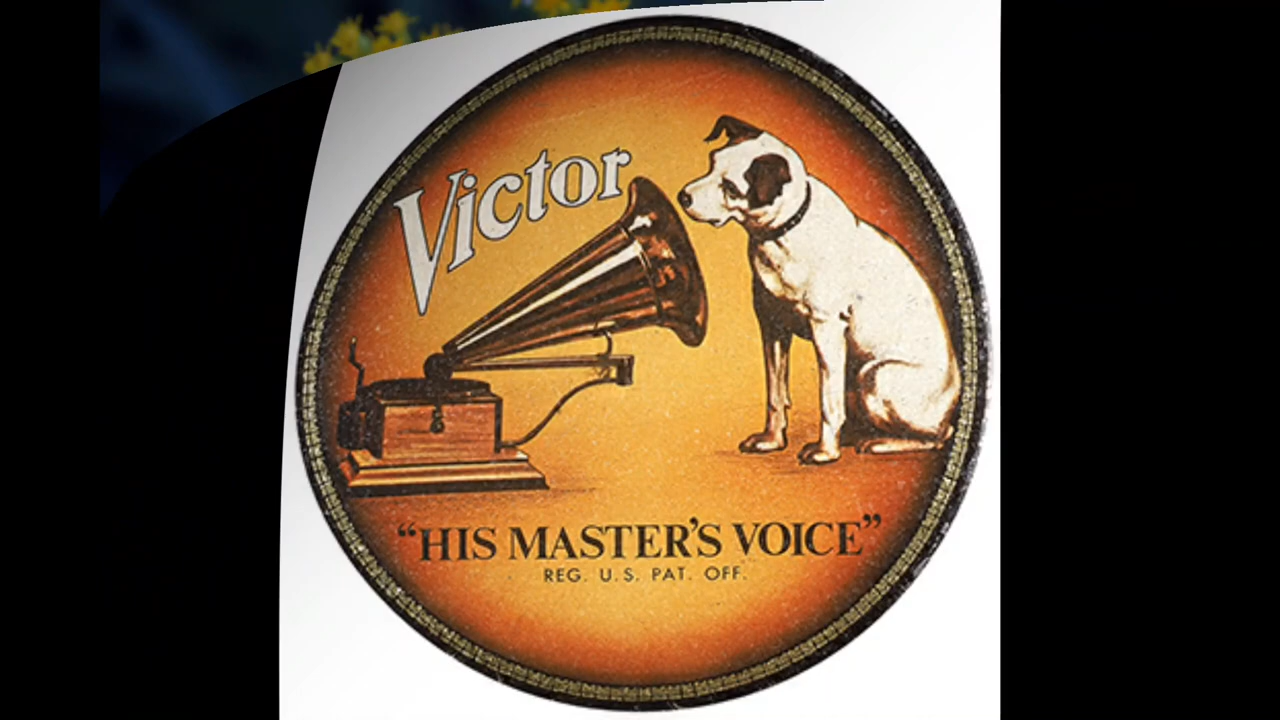 Victor
“HIS MASTER’S VOICE”
REG. U.S. PAT. OFF.